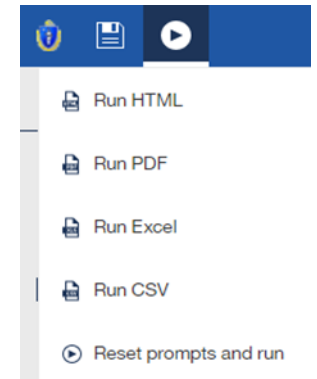 Run HTML
Run PDF
Run Excel
Run CSV
Reset prompts and run